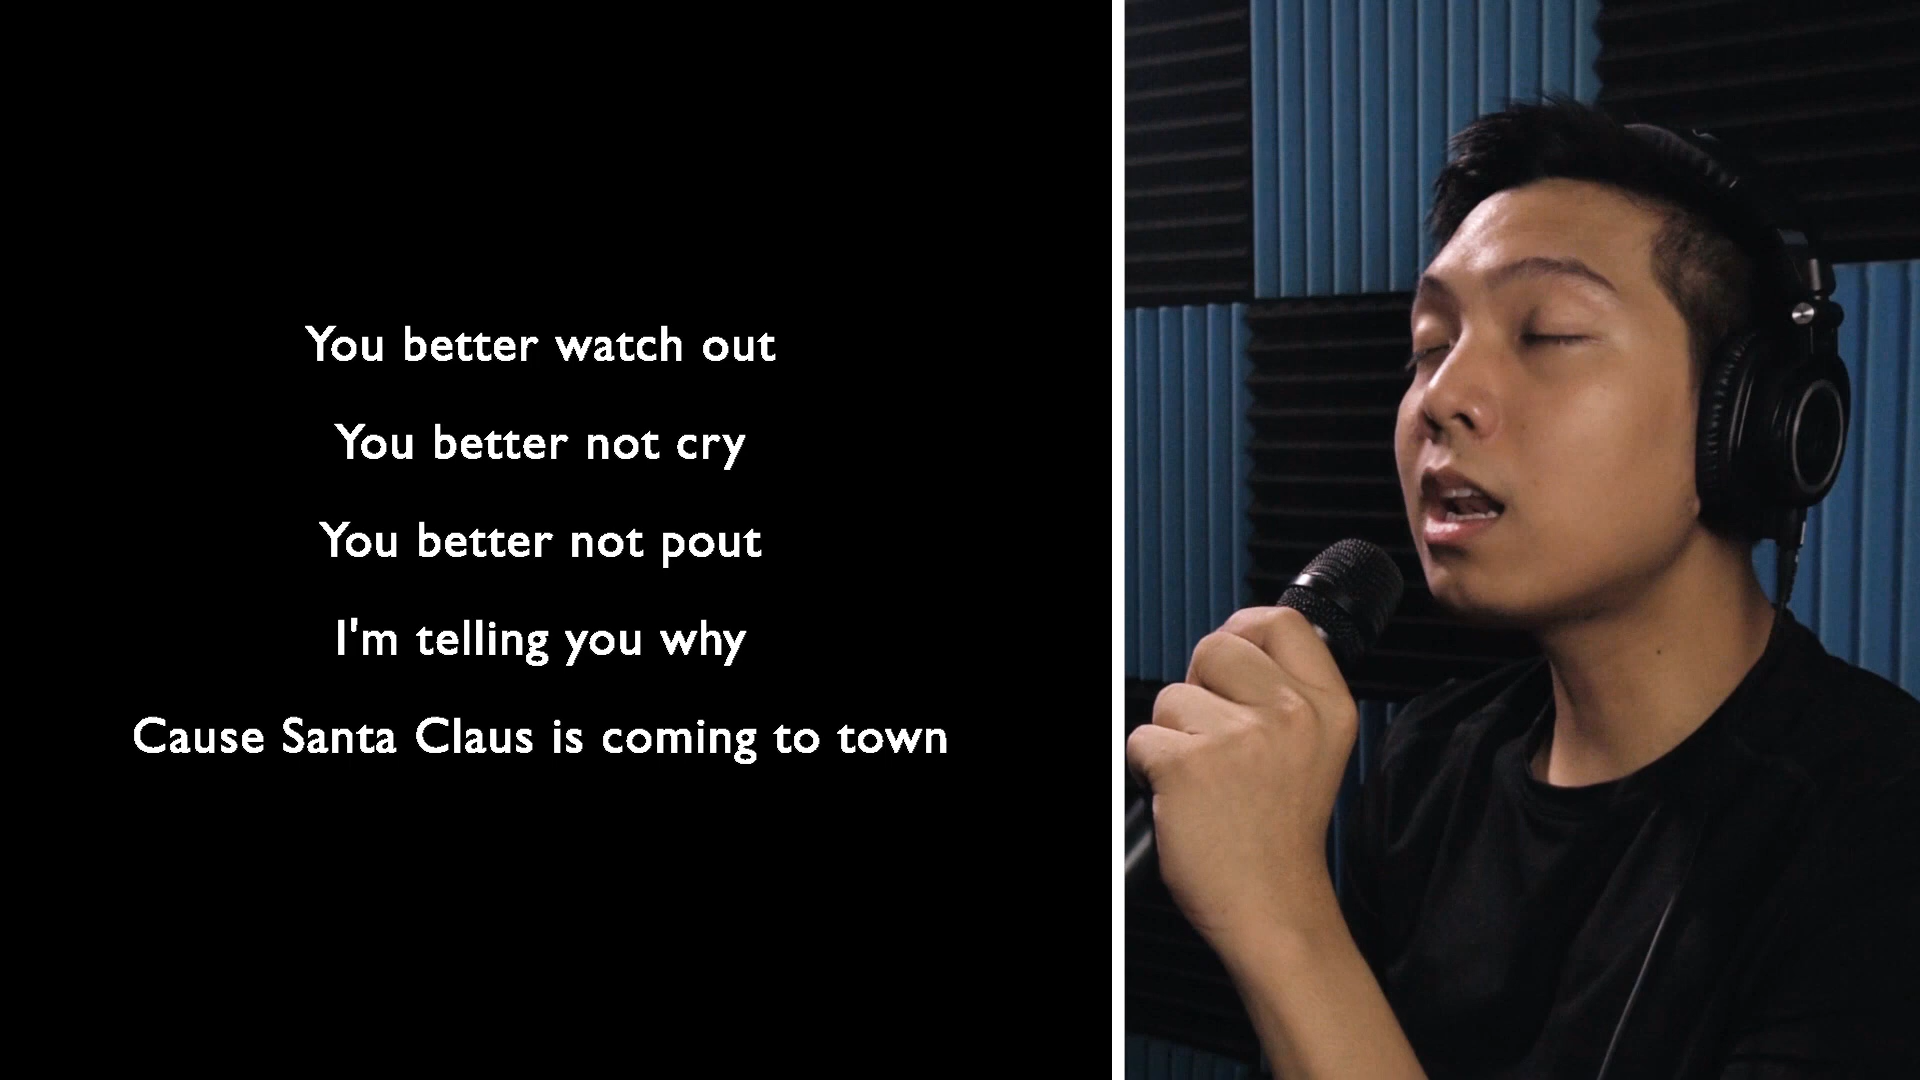 You better watch out
You better not cry
You better not pout
I'm telling you why
Cause Santa Claus is coming to town